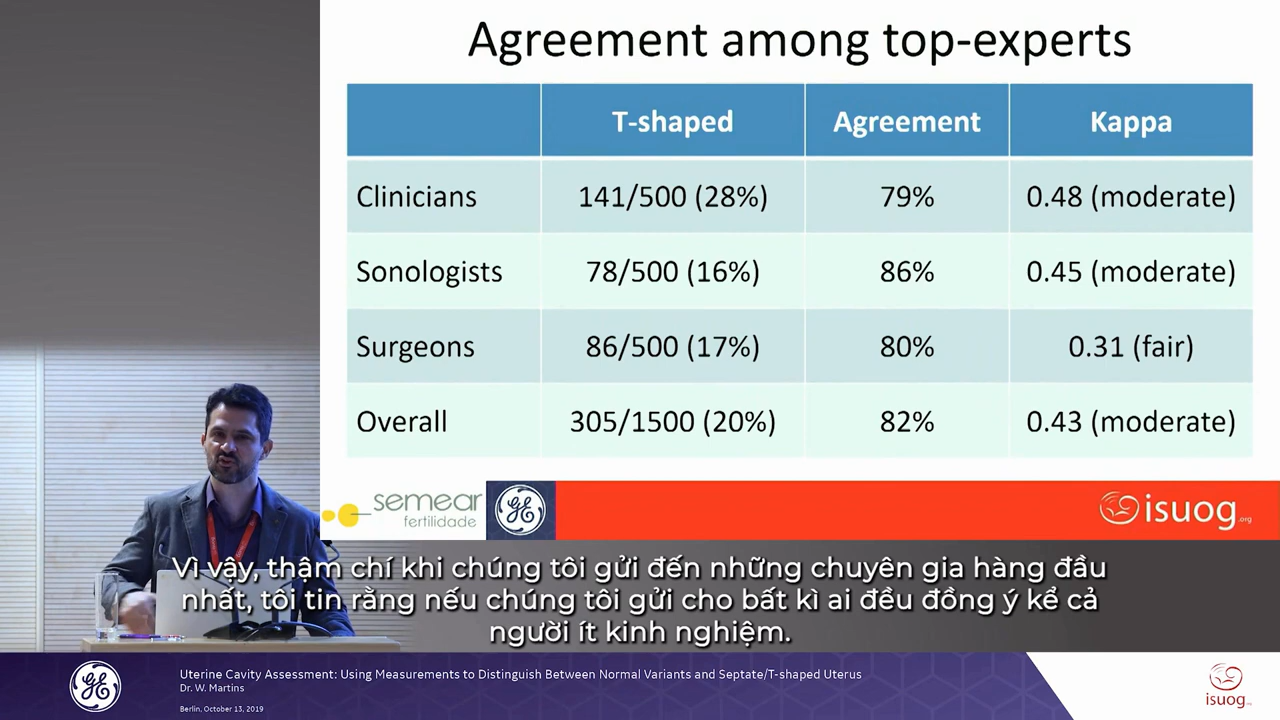 Agreement among top-experts
T-shaped Agreement Kappa
Clinicians 141/500 (28%) 79% 0.48 (moderate)
Sonologists 78/500 (16%) 86% 0.45 (moderate)
Surgeons 86/500 (17%) 80% 0.31 (fair)
Overall 305/1500 (20%) 82% 0.43 (moderate)
semear
fertilidade
isuog.org
Vì vậy, thậm chí khi chúng tôi gửi đến những chuyên gia hàng đầu
nhất, tôi tin rằng nếu chúng tôi gửi cho bất kì ai đều đồng ý kể cả
người ít kinh nghiệm.
Uterine Cavity Assessment: Using Measurements to Distinguish Between Normal Variants and Septate/T-shaped Uterus
Dr. W. Martins
Berlin, October 13, 2019
isuog